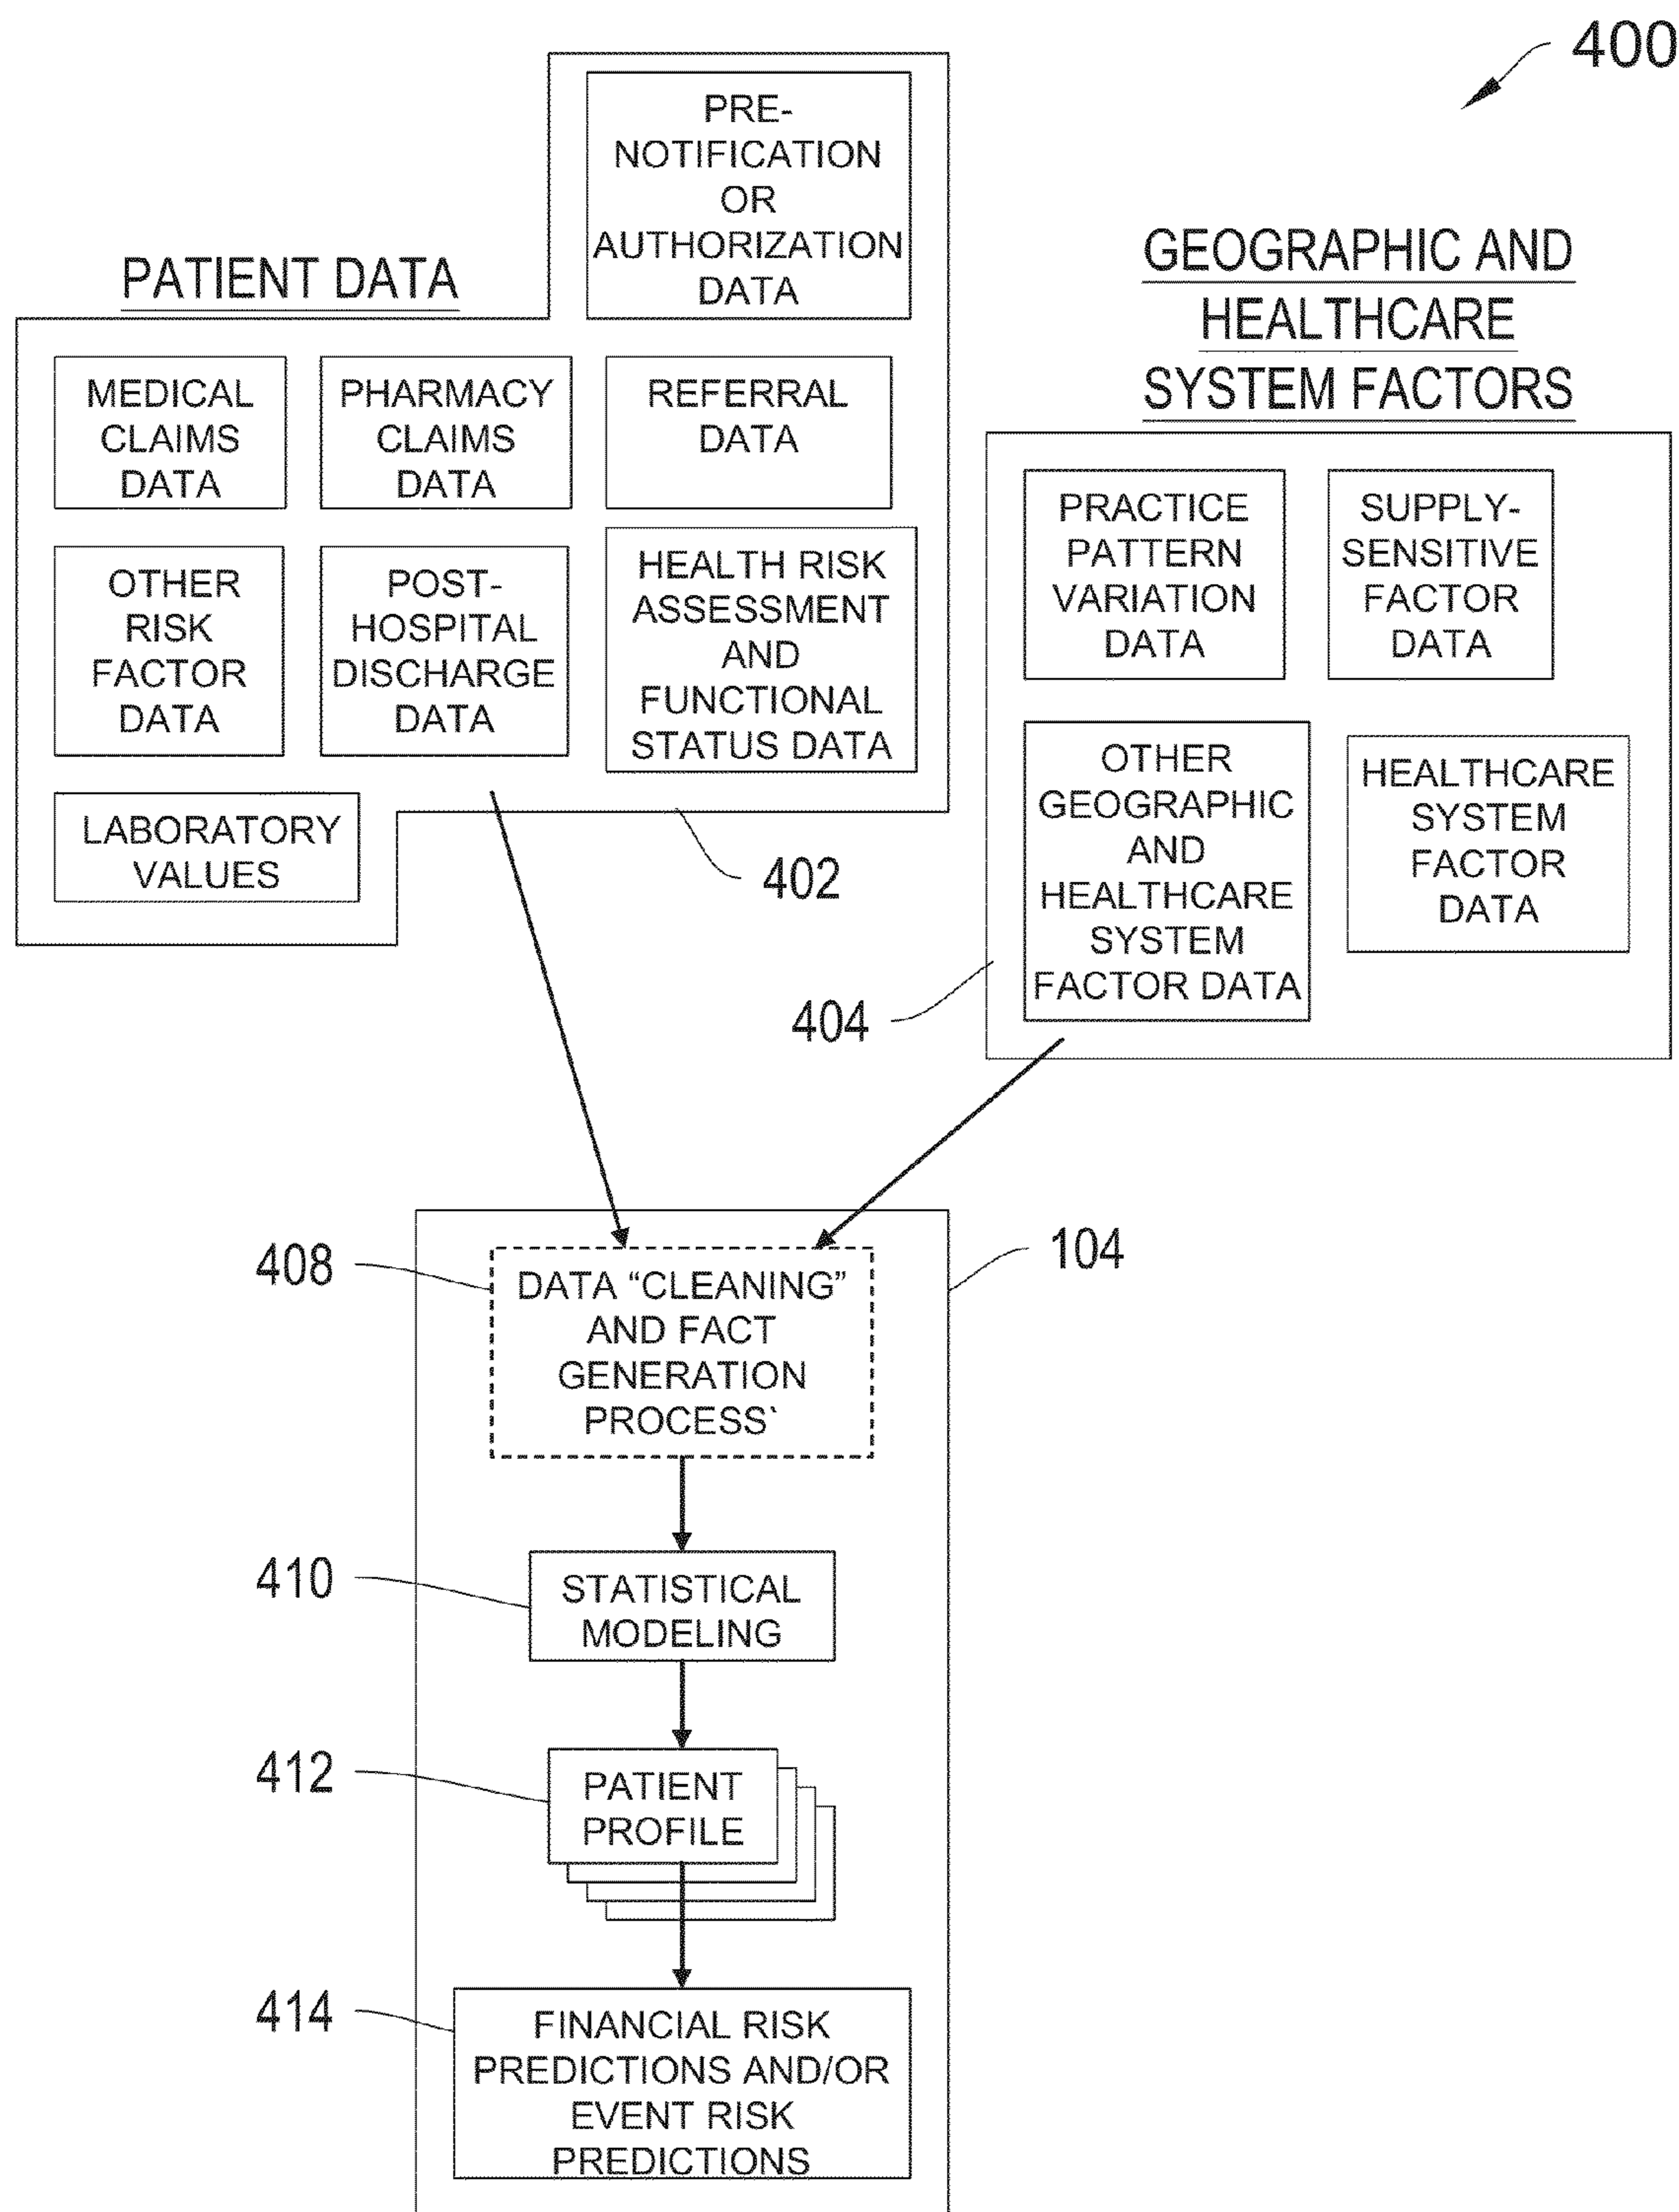 400
PRE-
NOTIFICATION
OR
AUTHORIZATION
DATA
PATIENT DATA
MEDICAL
CLAIMS
DATA
PHARMACY
CLAIMS
DATA
REFERRAL
DATA
OTHER
RISK
FACTOR
DATA
POST-
HOSPITAL
DISCHARGE
DATA
HEALTH RISK
ASSESSMENT
AND
FUNCTIONAL
STATUS DATA
LABORATORY
VALUES
402
GEOGRAPHIC AND
HEALTHCARE
SYSTEM FACTORS
PRACTICE
PATTERN
VARIATION
DATA
SUPPLY-
SENSITIVE
FACTOR
DATA
OTHER
GEOGRAPHIC
AND
HEALTHCARE
SYSTEM
FACTOR DATA
HEALTHCARE
SYSTEM
FACTOR
DATA
404
104
408
DATA “CLEANING”
AND FACT
GENERATION
PROCESS`
410
STATISTICAL
MODELING
412
PATIENT
PROFILE
414
FINANCIAL RISK
PREDICTIONS AND/OR
EVENT RISK
PREDICTIONS